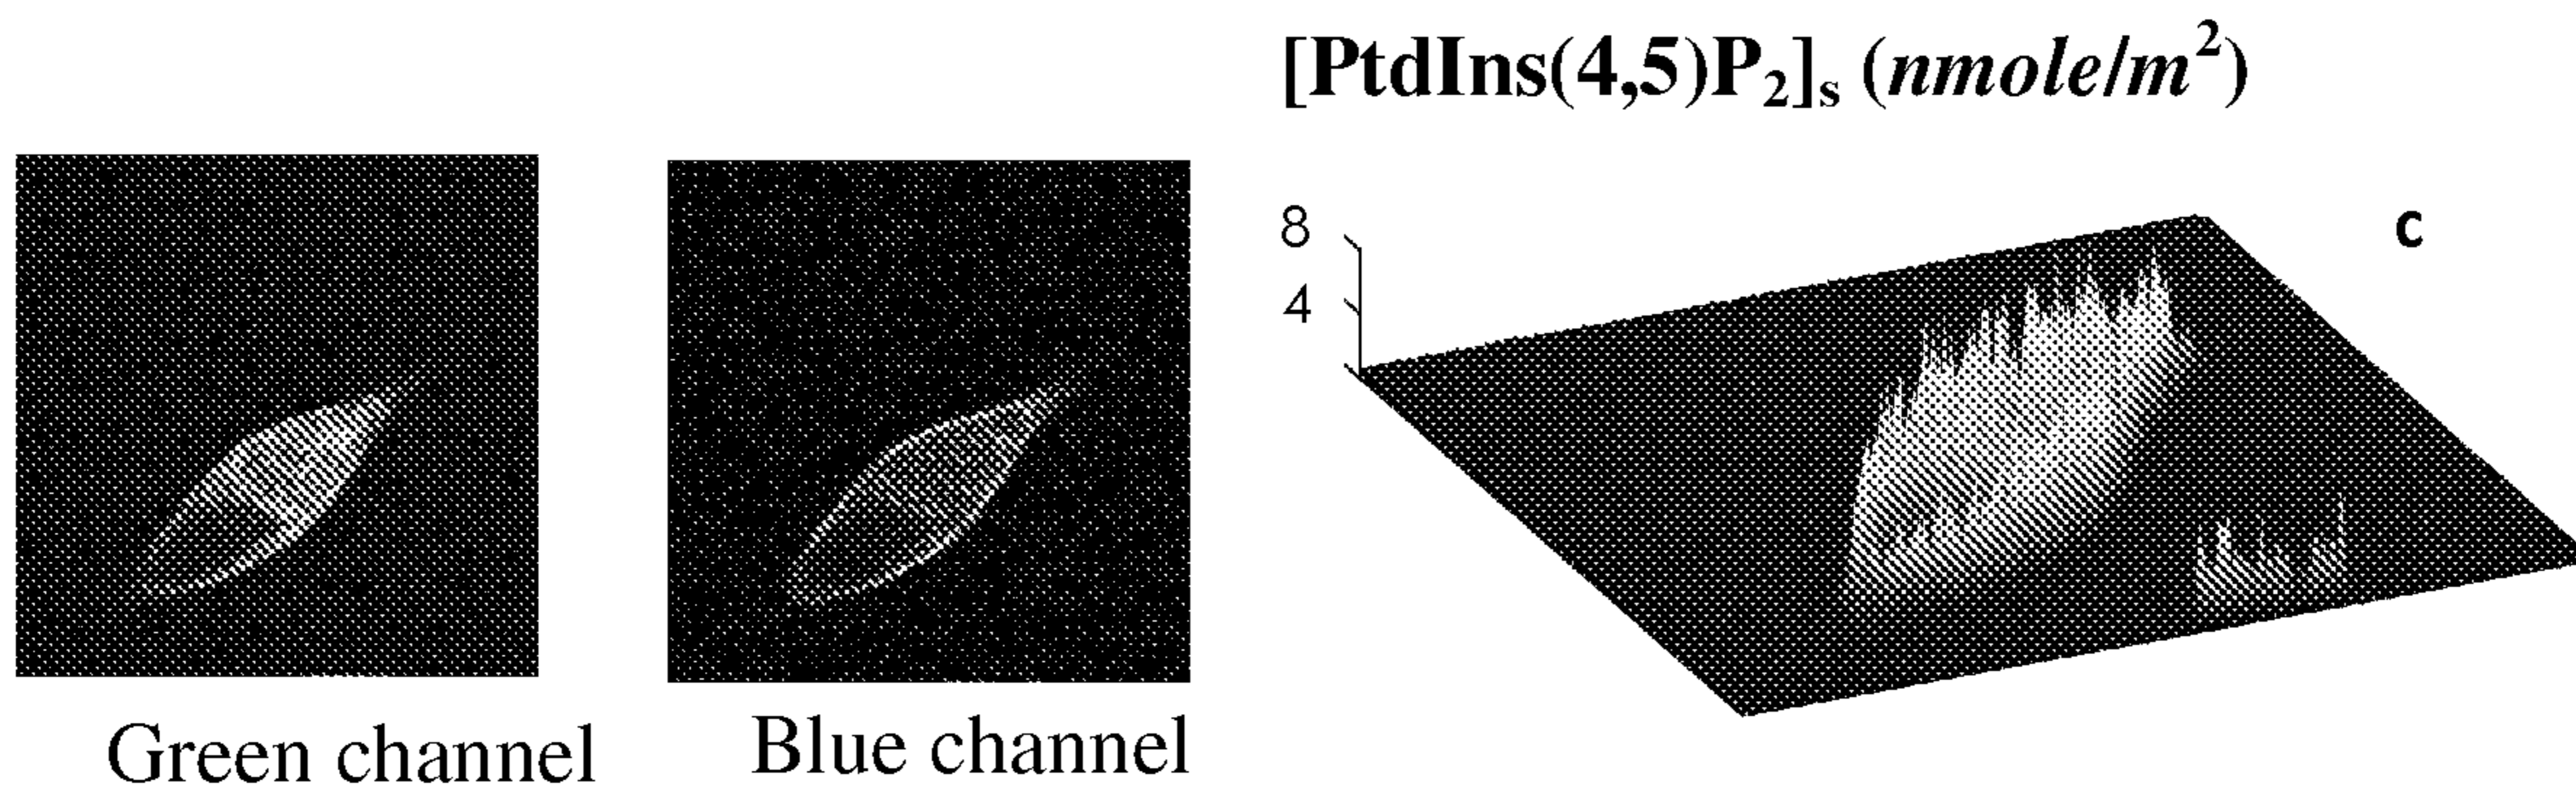 [PtdIns(4,5)P₂]ₛ (nmole/m²)
8
4
c
Green channel
Blue channel